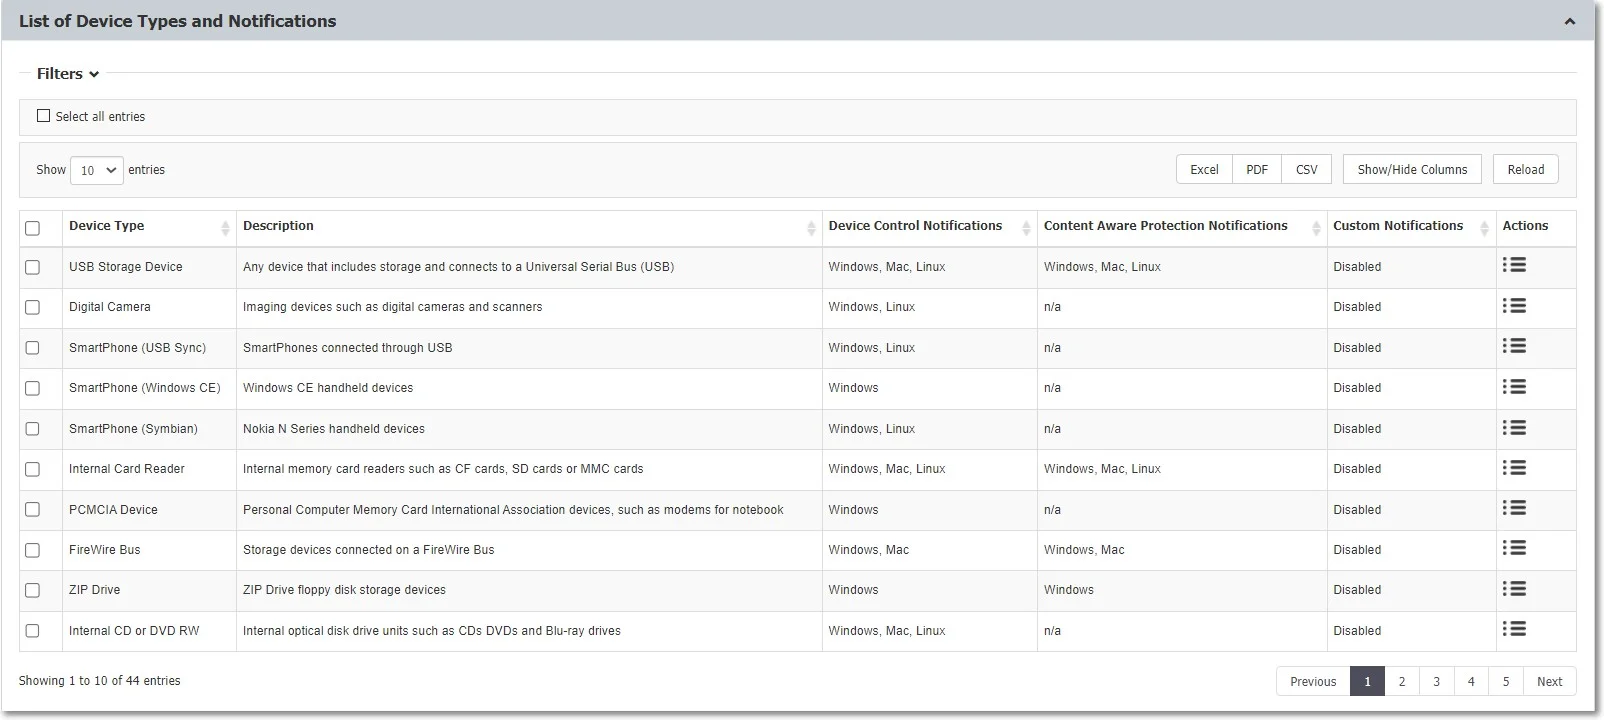 List of Device Types and Notifications
Filters
Select all entries
Show 10 entries Excel PDF CSV Show/Hide Columns Reload
Device Type Description Device Control Notifications Content Aware Protection Notifications Custom Notifications Actions
USB Storage Device Any device that includes storage and connects to a Universal Serial Bus (USB) Windows, Mac, Linux Windows, Mac, Linux Disabled
Digital Camera Imaging devices such as digital cameras and scanners Windows, Linux n/a Disabled
SmartPhone (USB Sync) SmartPhones connected through USB Windows, Linux n/a Disabled
SmartPhone (Windows CE) Windows CE handheld devices Windows n/a Disabled
SmartPhone (Symbian) Nokia N Series handheld devices Windows, Linux n/a Disabled
Internal Card Reader Internal memory card readers such as CF cards, SD cards or MMC cards Windows, Mac, Linux Windows, Mac, Linux Disabled
PCMCIA Device Personal Computer Memory Card International Association devices, such as modems for notebook Windows n/a Disabled
FireWire Bus Storage devices connected on a FireWire Bus Windows, Mac Windows, Mac Disabled
ZIP Drive ZIP Drive floppy disk storage devices Windows Windows Disabled
Internal CD or DVD RW Internal optical disk drive units such as CDs DVDs and Blu-ray drives Windows, Mac, Linux n/a Disabled
Showing 1 to 10 of 44 entries Previous 1 2 3 4 5 Next